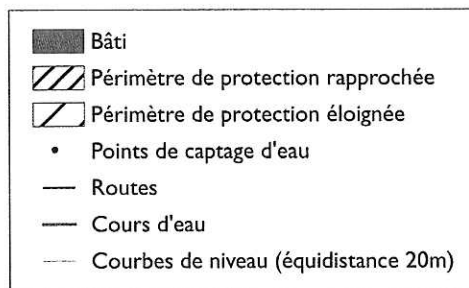 Bâti
Périmètre de protection rapprochée
Périmètre de protection éloignée
Points de captage d'eau
Routes
Cours d'eau
Courbes de niveau (équidistance 20m)